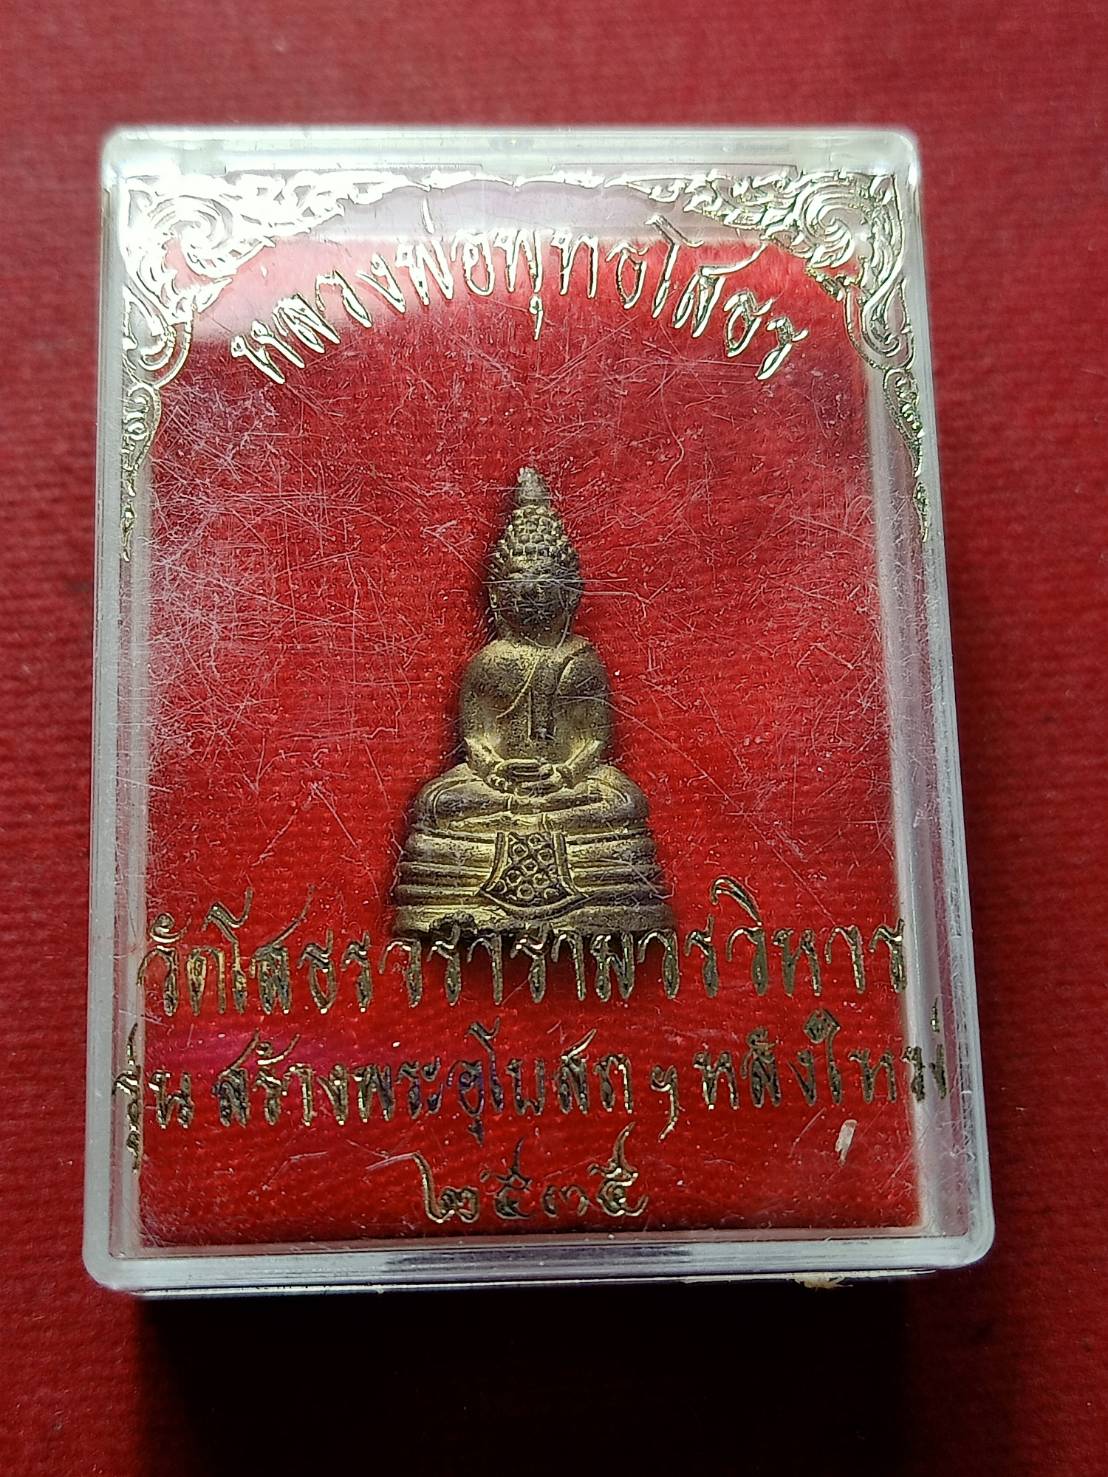 หลวงพ่อพุทธโสธร
วัดโสธรวรารามวรวิหาร
รุ่น สร้างพระอุโบสถ ฯ หลังใหม่
๒๕๓๕